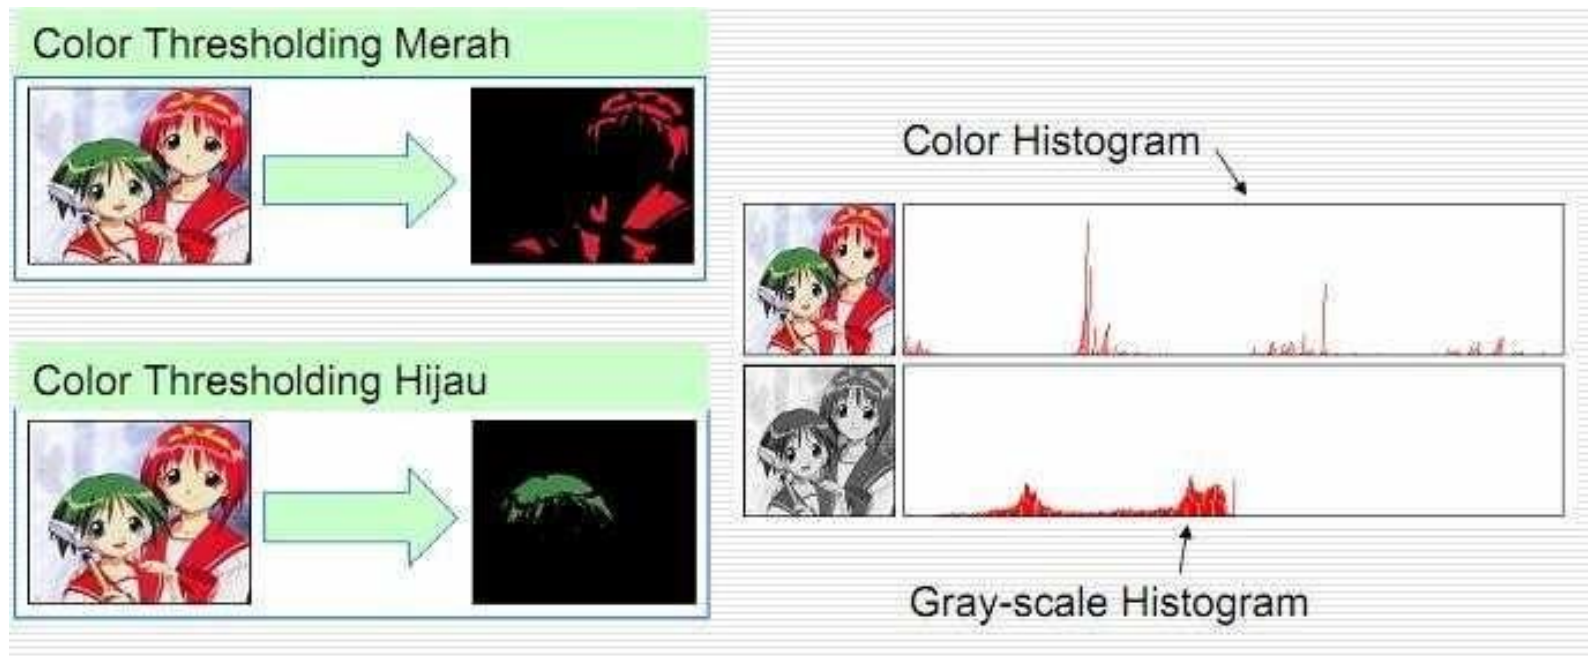 Color Thresholding Merah
Color Thresholding Hijau
Color Histogram
Gray-scale Histogram